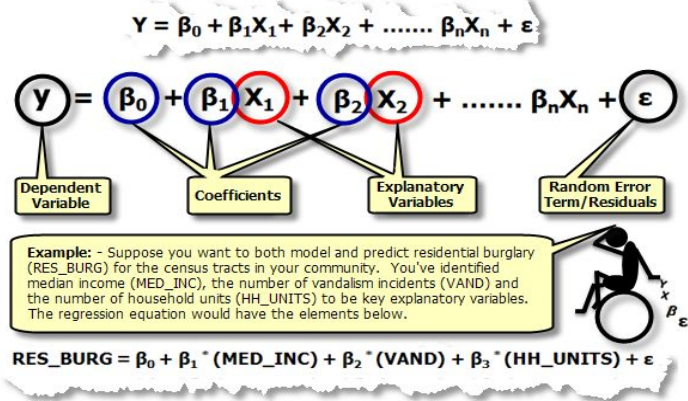 Y = β₀ + β₁X₁+ β₂X₂ + ....... βₙXₙ + ε
y = β₀ + β₁ X₁ + β₂ X₂ + ....... βₙXₙ + ε
Dependent
Variable
Coefficients
Explanatory
Variables
Random Error
Term/Residuals
Example: - Suppose you want to both model and predict residential burglary
(RES_BURG) for the census tracts in your community. You've identified
median income (MED_INC), the number of vandalism incidents (VAND) and
the number of household units (HH_UNITS) to be key explanatory variables.
The regression equation would have the elements below.
Y
X
β
ε
RES_BURG = β₀ + β₁ * (MED_INC) + β₂ * (VAND) + β₃ * (HH_UNITS) + ε